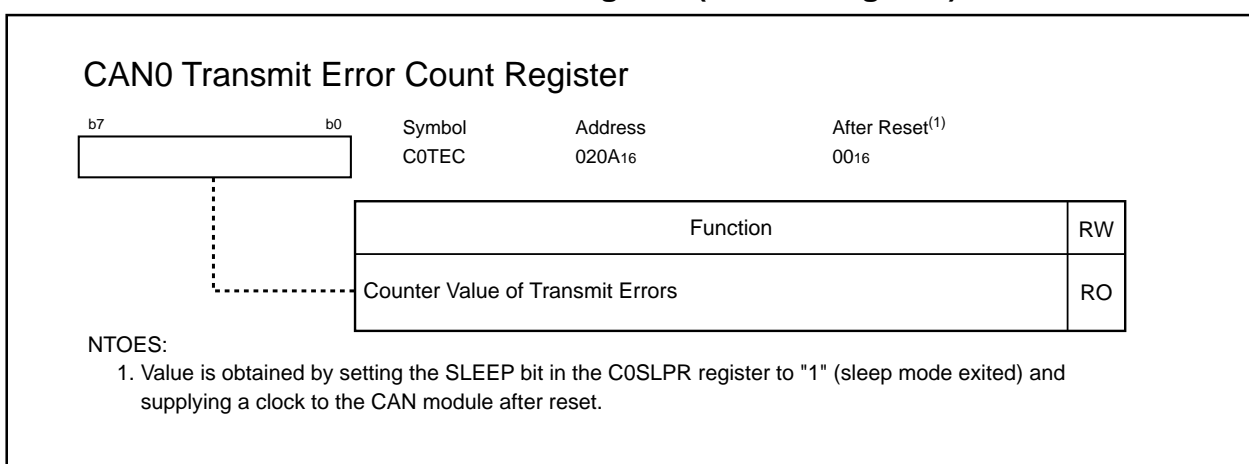 CAN0 Transmit Error Count Register
b7 b0 Symbol Address After Reset(1)
C0TEC 020A16 0016
Function RW
Counter Value of Transmit Errors RO
NTOES:
1. Value is obtained by setting the SLEEP bit in the C0SLPR register to "1" (sleep mode exited) and
supplying a clock to the CAN module after reset.